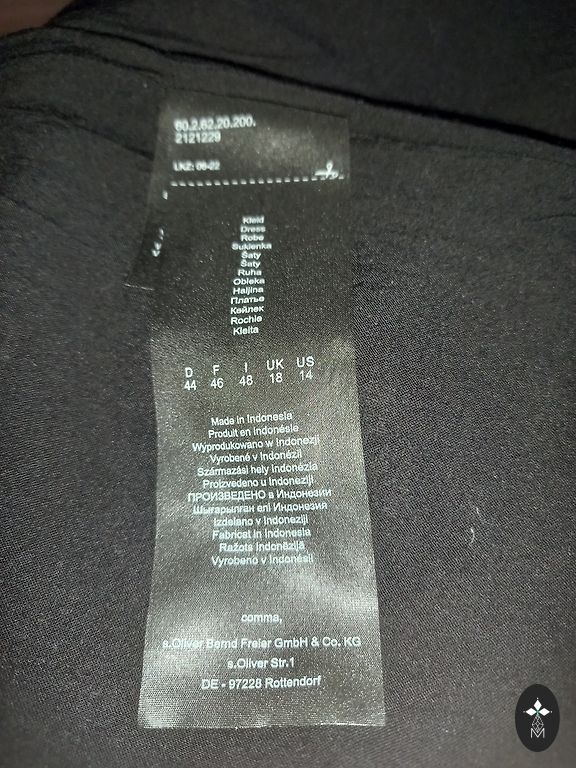 60.2.62.20.200.
2121229
LKZ: 06-22
Kleid
Dress
Robe
Sukienka
Šaty
Šaty
Ruha
Obleka
Haljina
Платье
Көйлек
Rochie
Kleita
D F I UK US
44 46 48 18 14
Made in Indonesia
Produit en Indonésie
Wyprodukowano w Indonezji
Vyrobené v Indonézii
Származási hely Indonézia
Proizvedeno u Indoneziji
ПРОИЗВЕДЕНО в Индонезии
Шығарылған елі Индонезия
Izdelano v Indoneziji
Fabricat in Indonesia
Ražots Indonēzijā
Vyrobeno v Indonésii
comma,
s.Oliver Bernd Freier GmbH & Co. KG
s.Oliver Str.1
DE - 97228 Rottendorf
M